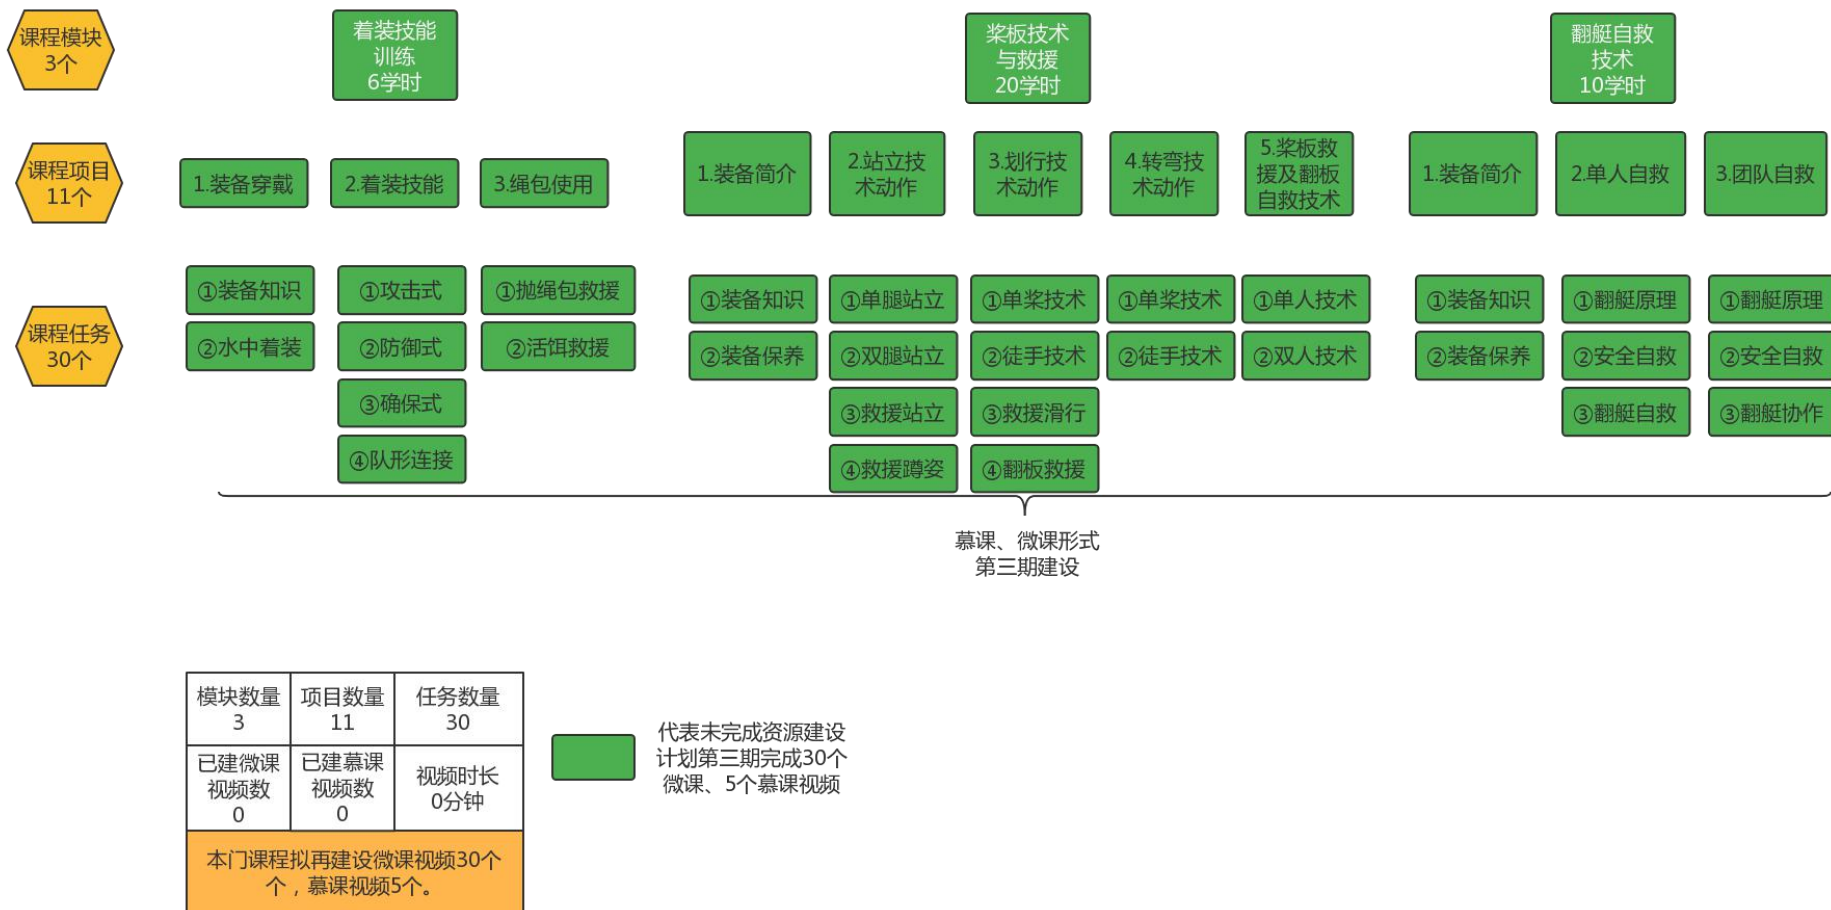 课程模块
3个
着装技能
训练
6学时
桨板技术
与救援
20学时
翻艇自救
技术
10学时
课程项目
11个
1.装备穿戴
2.着装技能
3.绳包使用
1.装备简介
2.站立技
术动作
3.划行技
术动作
4.转弯技
术动作
5.桨板救
援及翻板
自救技术
1.装备简介
2.单人自救
3.团队自救
课程任务
30个
①装备知识
②水中着装
①攻击式
②防御式
③确保式
④队形连接
①抛绳包救援
②活饵救援
①装备知识
②装备保养
①单腿站立
②双腿站立
③救援站立
④救援蹲姿
①单桨技术
②徒手技术
③救援滑行
④翻板救援
①单桨技术
②徒手技术
①单人技术
②双人技术
①装备知识
②装备保养
①翻艇原理
②安全自救
③翻艇自救
①翻艇原理
②安全自救
③翻艇协作
慕课、微课形式
第三期建设
模块数量
3
项目数量
11
任务数量
30
已建微课
视频数
0
已建慕课
视频数
0
视频时长
0分钟
本门课程拟再建设微课视频30个
个，慕课视频5个。
代表未完成资源建设
计划第三期完成30个
微课、5个慕课视频